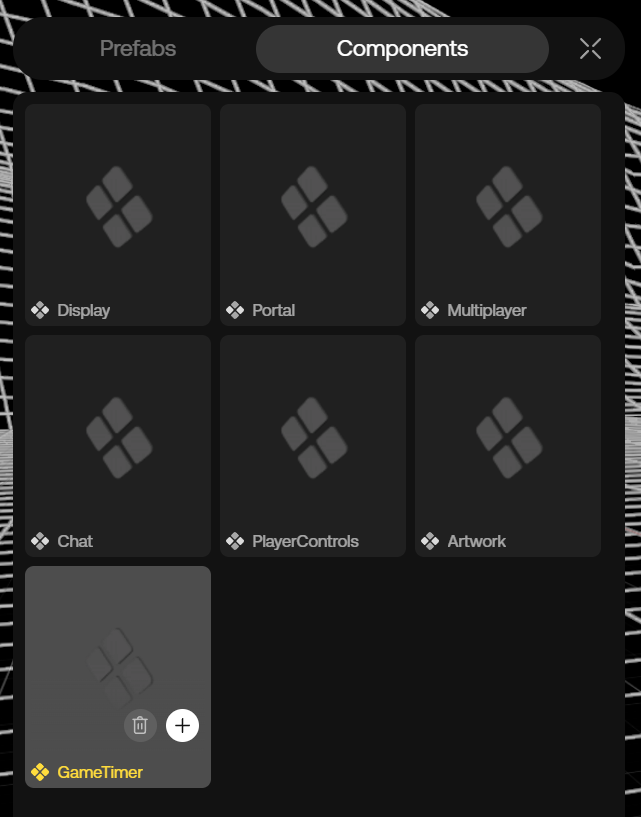 Prefabs
Components
Display
Portal
Multiplayer
Chat
PlayerControls
Artwork
GameTimer